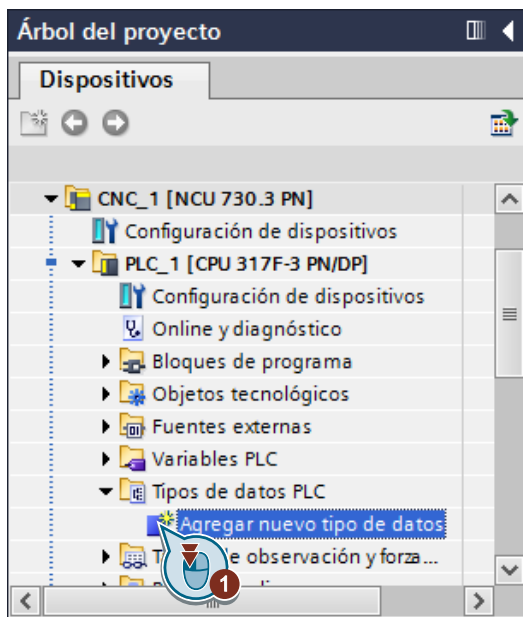 Árbol del proyecto
Dispositivos
CNC_1 [NCU 730.3 PN]
Configuración de dispositivos
PLC_1 [CPU 317F-3 PN/DP]
Configuración de dispositivos
Online y diagnóstico
Bloques de programa
Objetos tecnológicos
Fuentes externas
Variables PLC
Tipos de datos PLC
Agregar nuevo tipo de datos
de observación y forza...
1